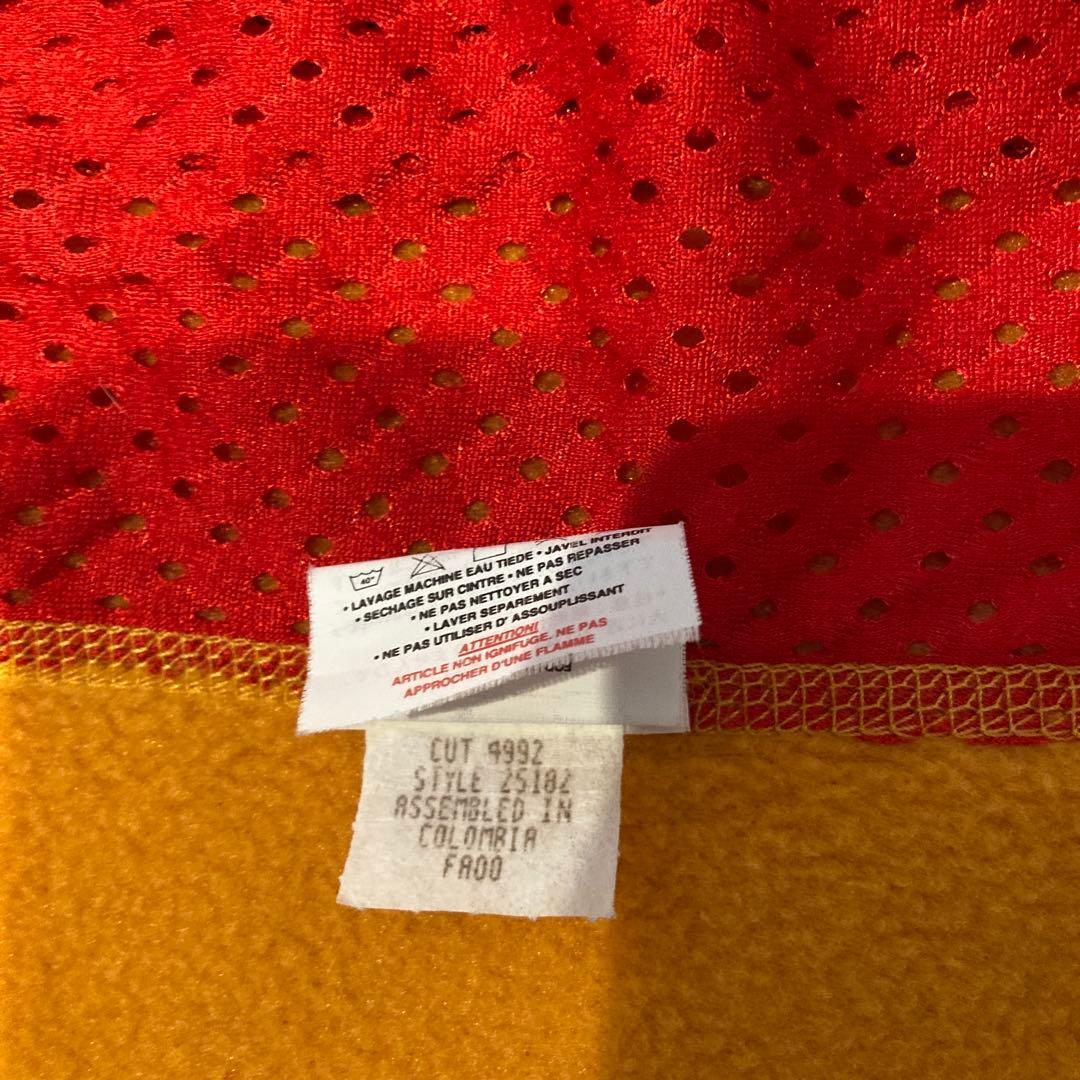 40°
• LAVAGE MACHINE EAU TIEDE • JAVEL INTERDIT
• SECHAGE SUR CINTRE • NE PAS REPASSER
• NE PAS NETTOYER A SEC
• LAVER SEPAREMENT
• NE PAS UTILISER D' ASSOUPLISSANT
ATTENTION!
ARTICLE NON IGNIFUGE, NE PAS
APPROCHER D'UNE FLAMME
CUT 4992
STYLE 25182
ASSEMBLED IN
COLOMBIA
FA00